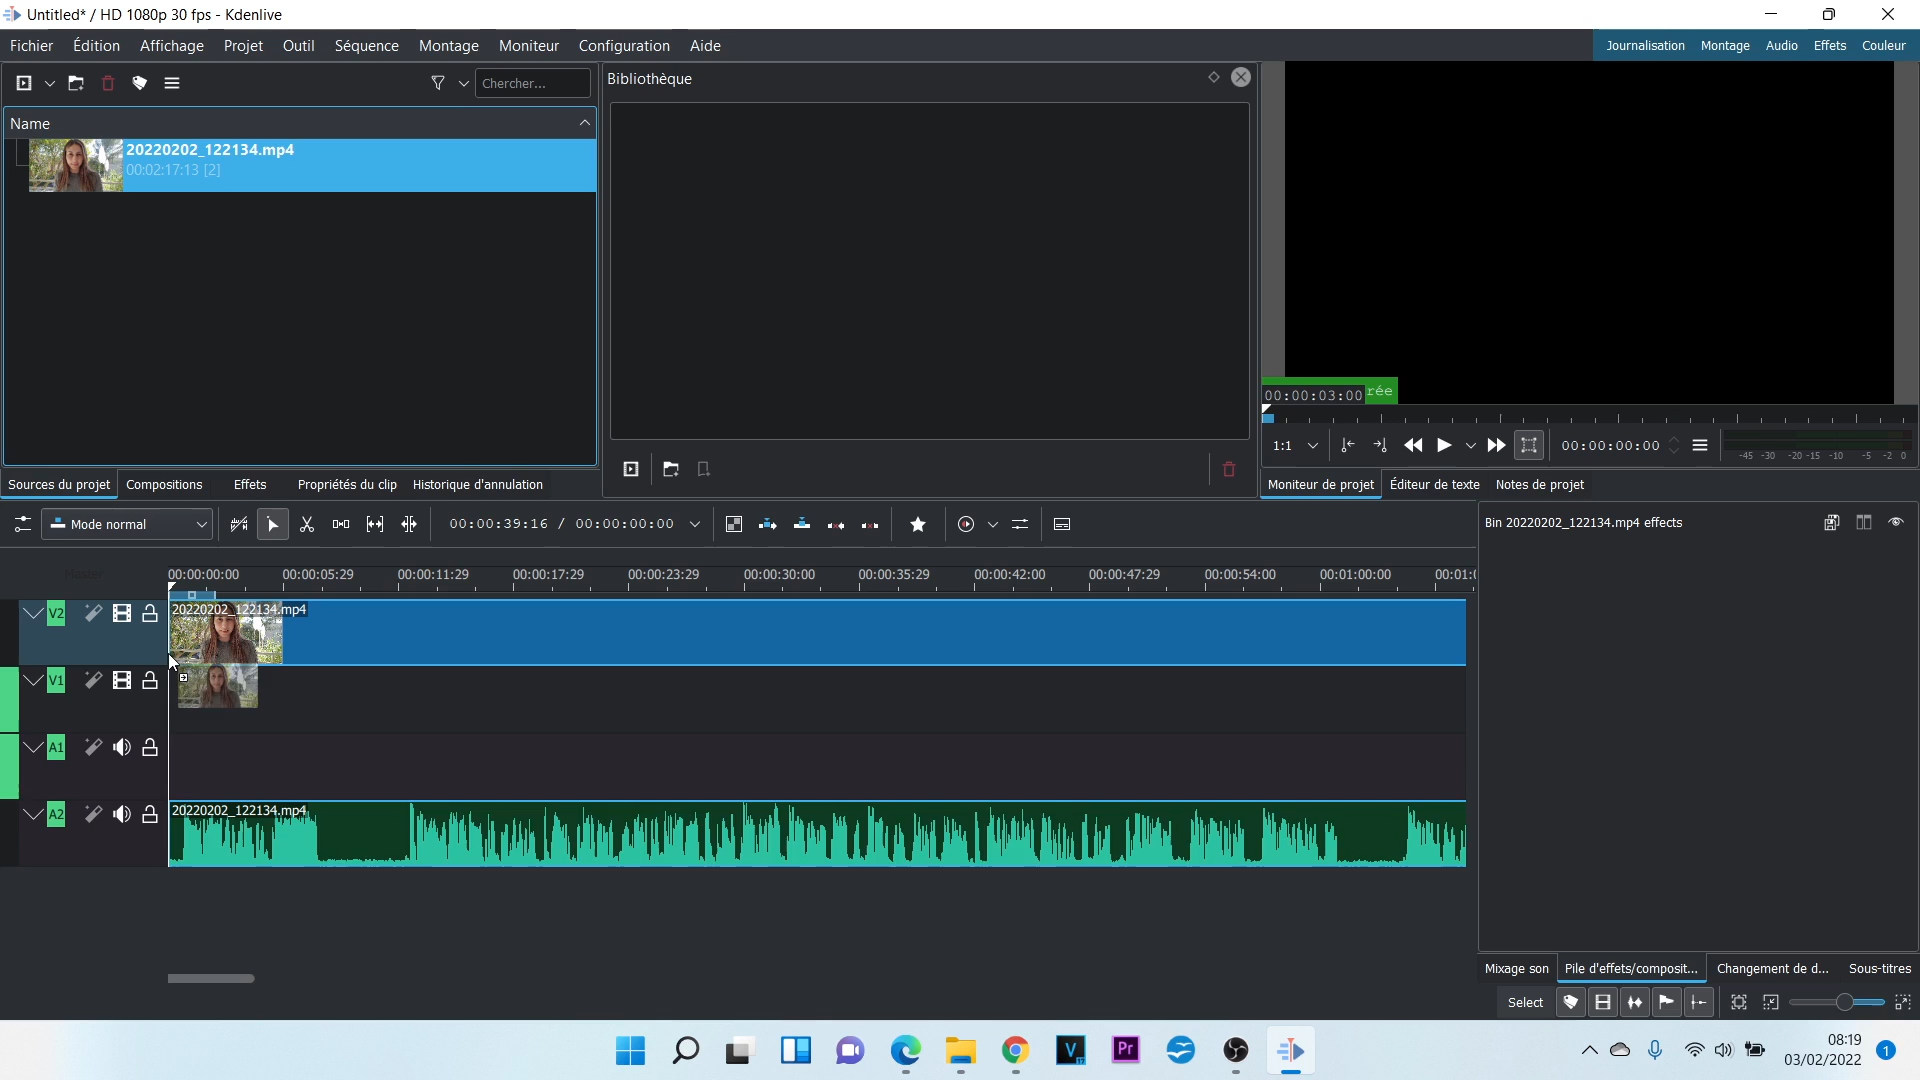 Untitled* / HD 1080p 30 fps - Kdenlive
Fichier Édition Affichage Projet Outil Séquence Montage Moniteur Configuration Aide
Journalisation Montage Audio Effets Couleur
Chercher...
Bibliothèque
Name
20220202_122134.mp4
00:02:17:13 [2]
00:00:03:00 rée
1:1
00:00:00:00
-45 -30 -20 -15 -10 -5 -2 0
Sources du projet Compositions Effets Propriétés du clip Historique d'annulation
Moniteur de projet Éditeur de texte Notes de projet
Mode normal
00:00:39:16 / 00:00:00:00
Bin 20220202_122134.mp4 effects
Master
00:00:00:00 00:00:05:29 00:00:11:29 00:00:17:29 00:00:23:29 00:00:30:00 00:00:35:29 00:00:42:00 00:00:47:29 00:00:54:00 00:01:00:00 00:01:
V2
20220202_122134.mp4
V1
A1
A2
20220202_122134.mp4
Mixage son Pile d'effets/composit... Changement de d... Sous-titres
Select
V
17
Pr
08:19
03/02/2022
1